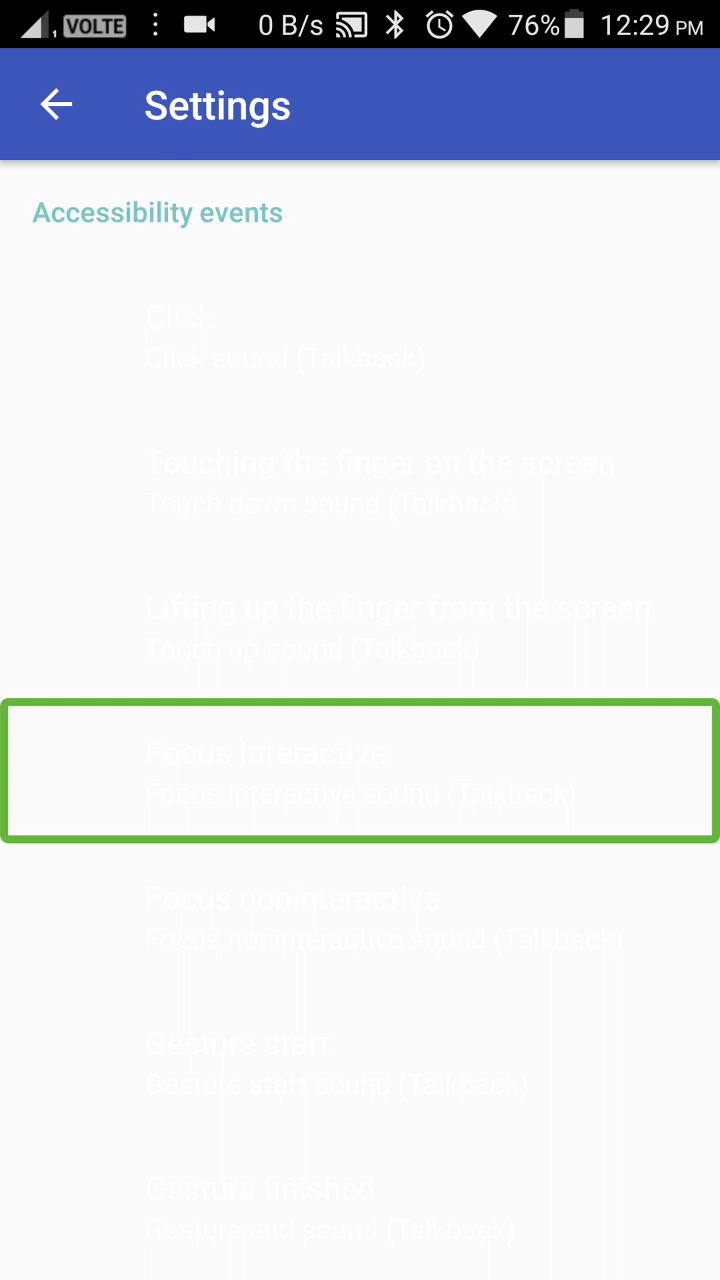 VOLTE 0 B/s 76% 12:29 PM
Settings
Accessibility events
Click
Click sound (Talkback)
Touching the finger on the screen
Touch down sound (Talkback)
Lifting up the finger from the screen
Touch up sound (Talkback)
Focus interactive
Focus interactive sound (Talkback)
Focus noninteractive
Focus noninteractive sound (Talkback)
Gesture start
Gesture start sound (Talkback)
Gesture finished
Gesture end sound (Talkback)